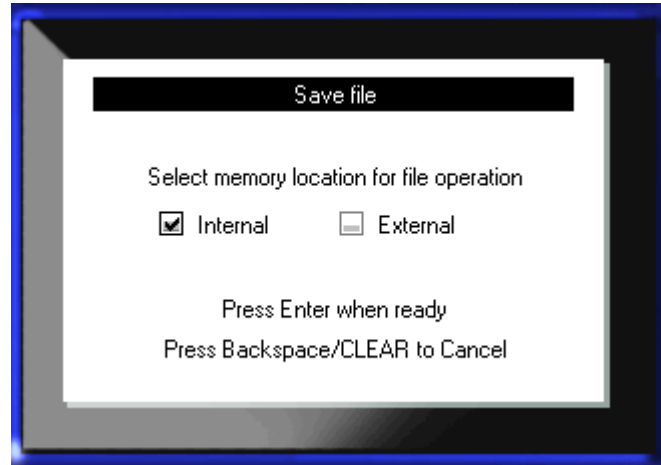 Save file
Select memory location for file operation
Internal External
Press Enter when ready
Press Backspace/CLEAR to Cancel